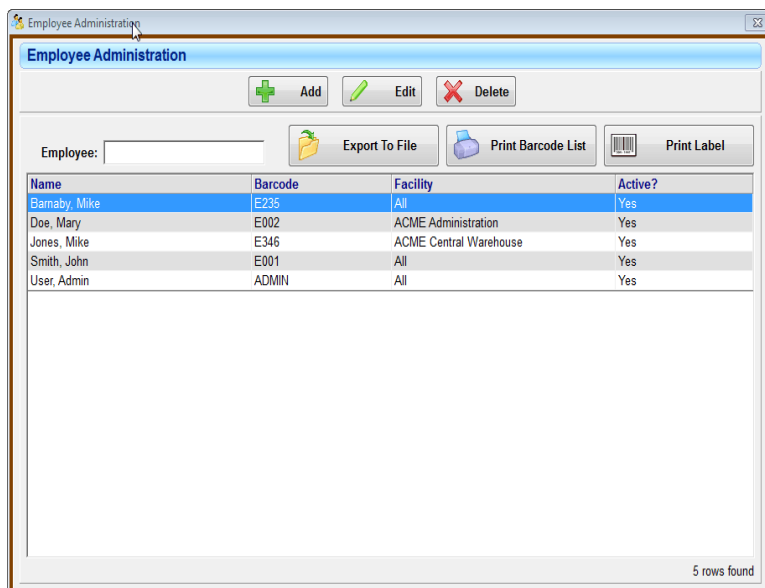 Employee Administration
Employee Administration
Add Edit Delete
Employee: Export To File Print Barcode List Print Label
Name Barcode Facility Active?
Barnaby, Mike E235 All Yes
Doe, Mary E002 ACME Administration Yes
Jones, Mike E346 ACME Central Warehouse Yes
Smith, John E001 All Yes
User, Admin ADMIN All Yes
5 rows found